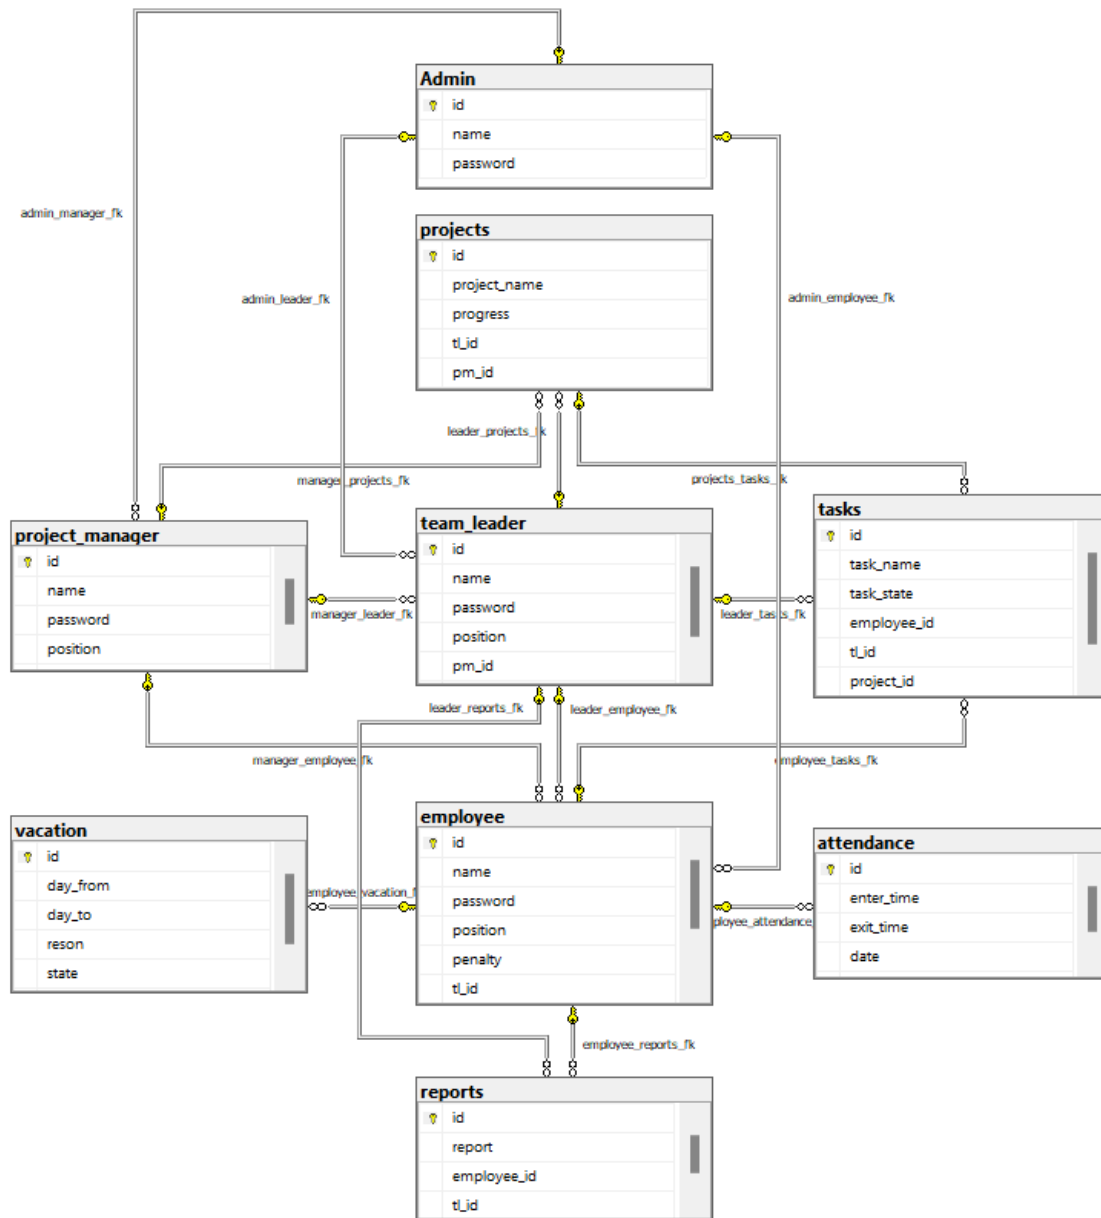 Admin
id
name
password
admin_manager_fk
projects
id
project_name
progress
tl_id
pm_id
admin_leader_fk
admin_employee_fk
leader_projects_fk
manager_projects_fk
projects_tasks_fk
project_manager
id
name
password
position
team_leader
id
name
password
position
pm_id
tasks
id
task_name
task_state
employee_id
tl_id
project_id
manager_leader_fk
leader_tasks_fk
leader_reports_fk
leader_employee_fk
manager_employee_fk
employee_tasks_fk
vacation
id
day_from
day_to
reson
state
employee
id
name
password
position
penalty
tl_id
attendance
id
enter_time
exit_time
date
employee_vacation_f
ployee_attendance_
employee_reports_fk
reports
id
report
employee_id
tl_id